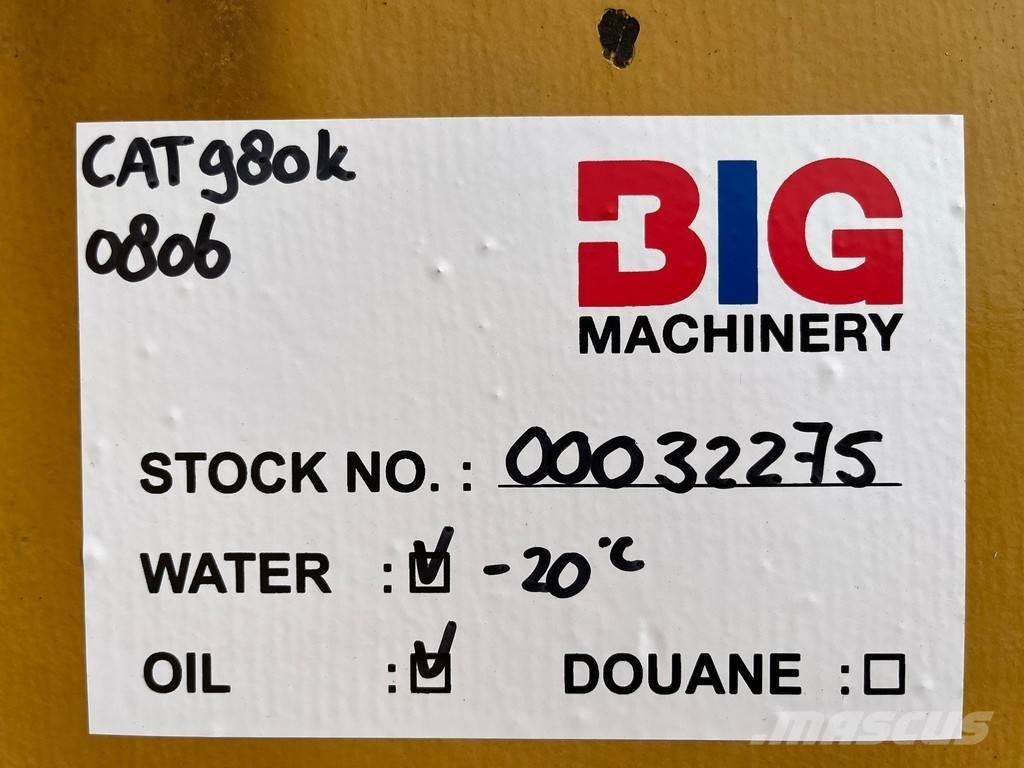 CAT 980k
0806
BIG
MACHINERY
STOCK NO. : 00032275
WATER : -20°C
OIL : DOUANE :
MASCUS